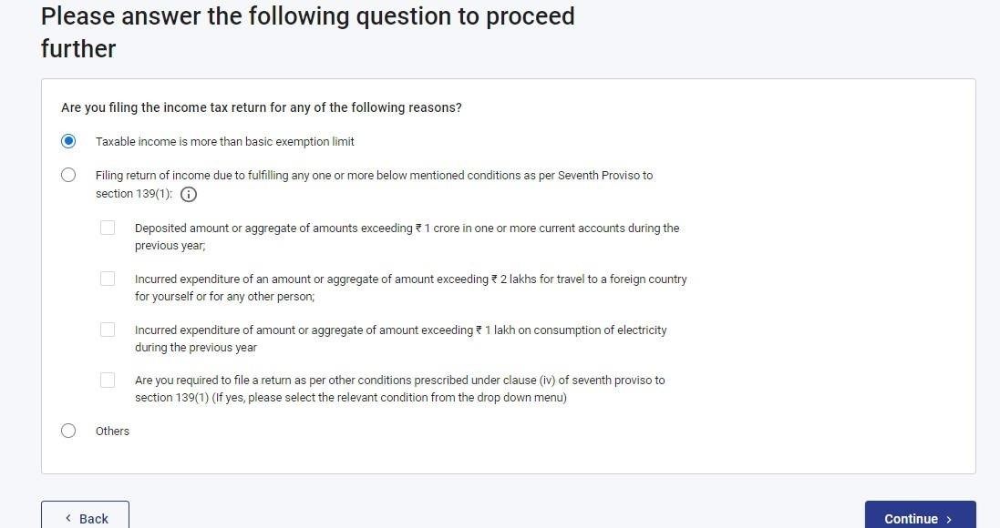 Please answer the following question to proceed
further
Are you filing the income tax return for any of the following reasons?
Taxable income is more than basic exemption limit
Filing return of income due to fulfilling any one or more below mentioned conditions as per Seventh Proviso to
section 139(1):
Deposited amount or aggregate of amounts exceeding ₹ 1 crore in one or more current accounts during the
previous year;
Incurred expenditure of an amount or aggregate of amount exceeding ₹ 2 lakhs for travel to a foreign country
for yourself or for any other person;
Incurred expenditure of amount or aggregate of amount exceeding ₹ 1 lakh on consumption of electricity
during the previous year
Are you required to file a return as per other conditions prescribed under clause (iv) of seventh proviso to
section 139(1) (If yes, please select the relevant condition from the drop down menu)
Others
< Back
Continue >